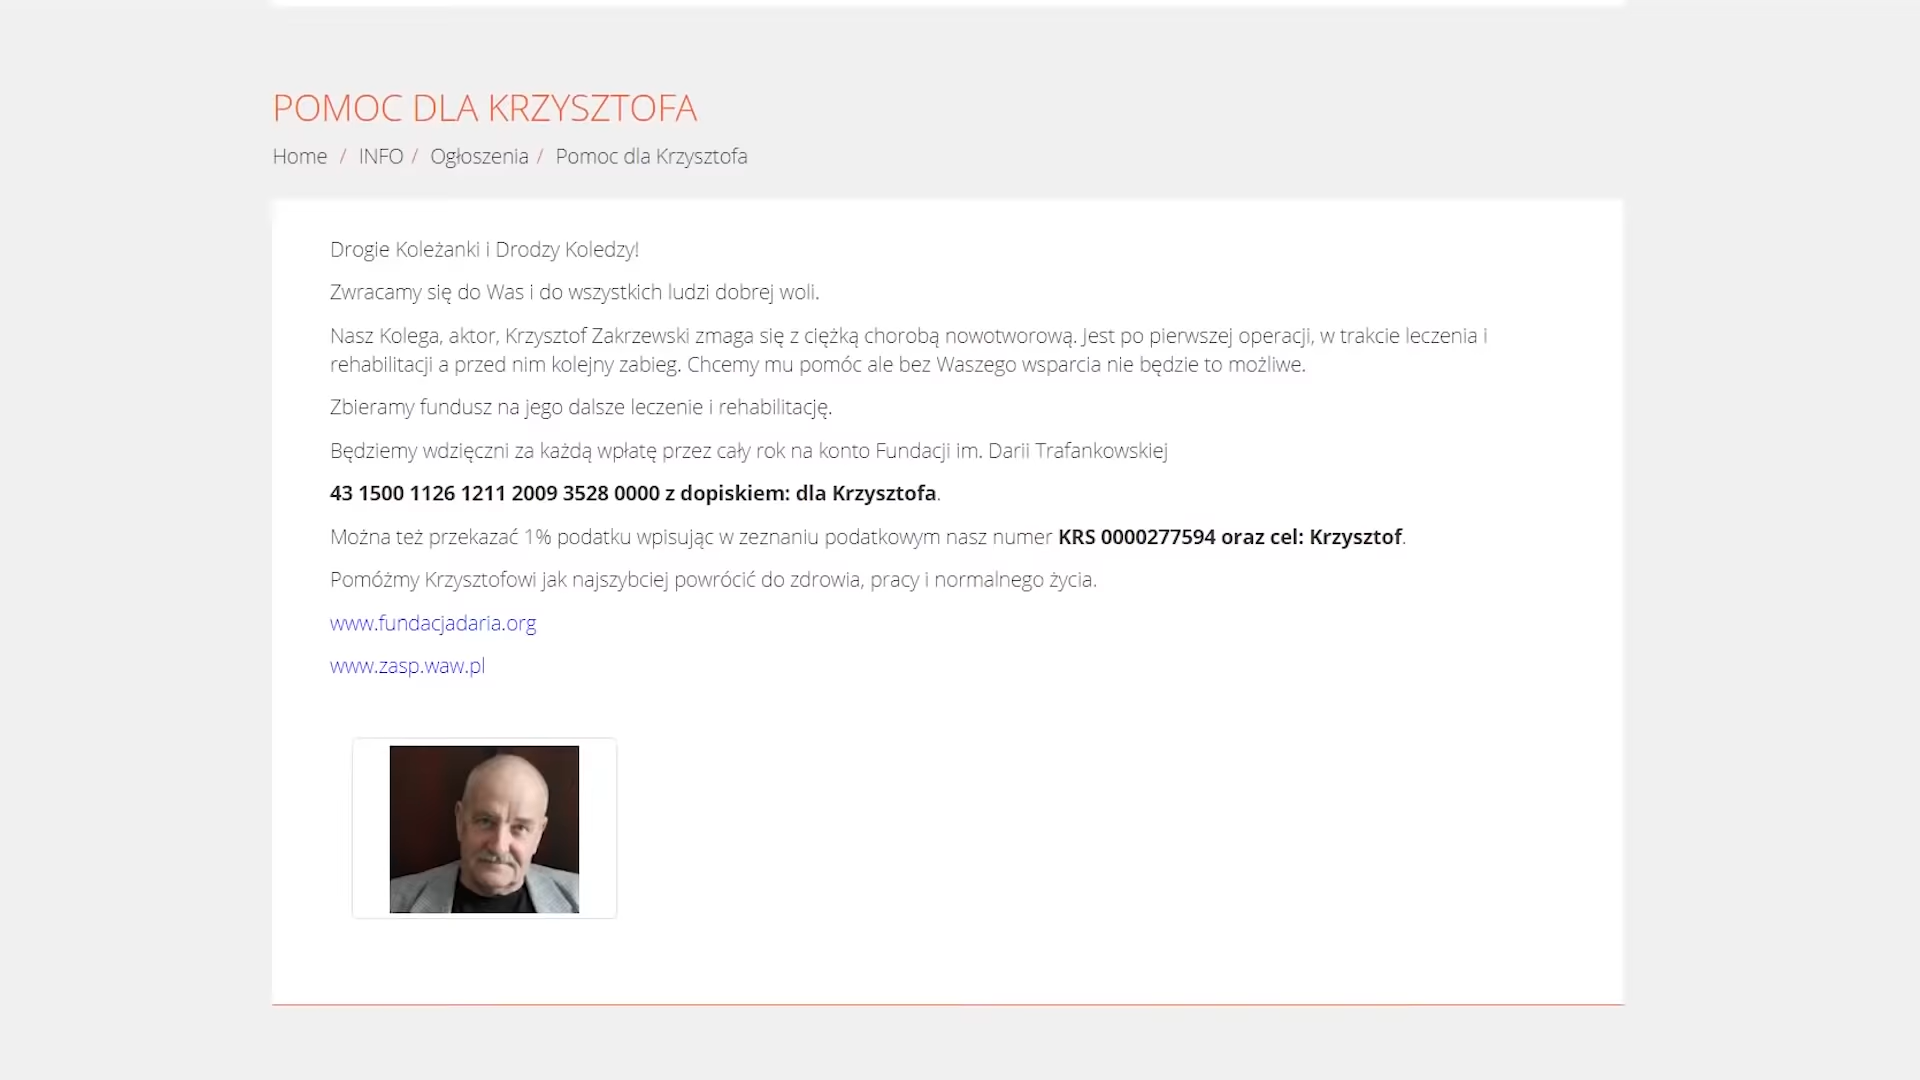 POMOC DLA KRZYSZTOFA
Home / INFO / Ogłoszenia / Pomoc dla Krzysztofa
Drogie Koleżanki i Drodzy Koledzy!
Zwracamy się do Was i do wszystkich ludzi dobrej woli.
Nasz Kolega, aktor, Krzysztof Zakrzewski zmaga się z ciężką chorobą nowotworową. Jest po pierwszej operacji, w trakcie leczenia i
rehabilitacji a przed nim kolejny zabieg. Chcemy mu pomóc ale bez Waszego wsparcia nie będzie to możliwe.
Zbieramy fundusz na jego dalsze leczenie i rehabilitację.
Będziemy wdzięczni za każdą wpłatę przez cały rok na konto Fundacji im. Darii Trafankowskiej
43 1500 1126 1211 2009 3528 0000 z dopiskiem: dla Krzysztofa.
Można też przekazać 1% podatku wpisując w zeznaniu podatkowym nasz numer KRS 0000277594 oraz cel: Krzysztof.
Pomóżmy Krzysztofowi jak najszybciej powrócić do zdrowia, pracy i normalnego życia.
www.fundacjadaria.org
www.zasp.waw.pl